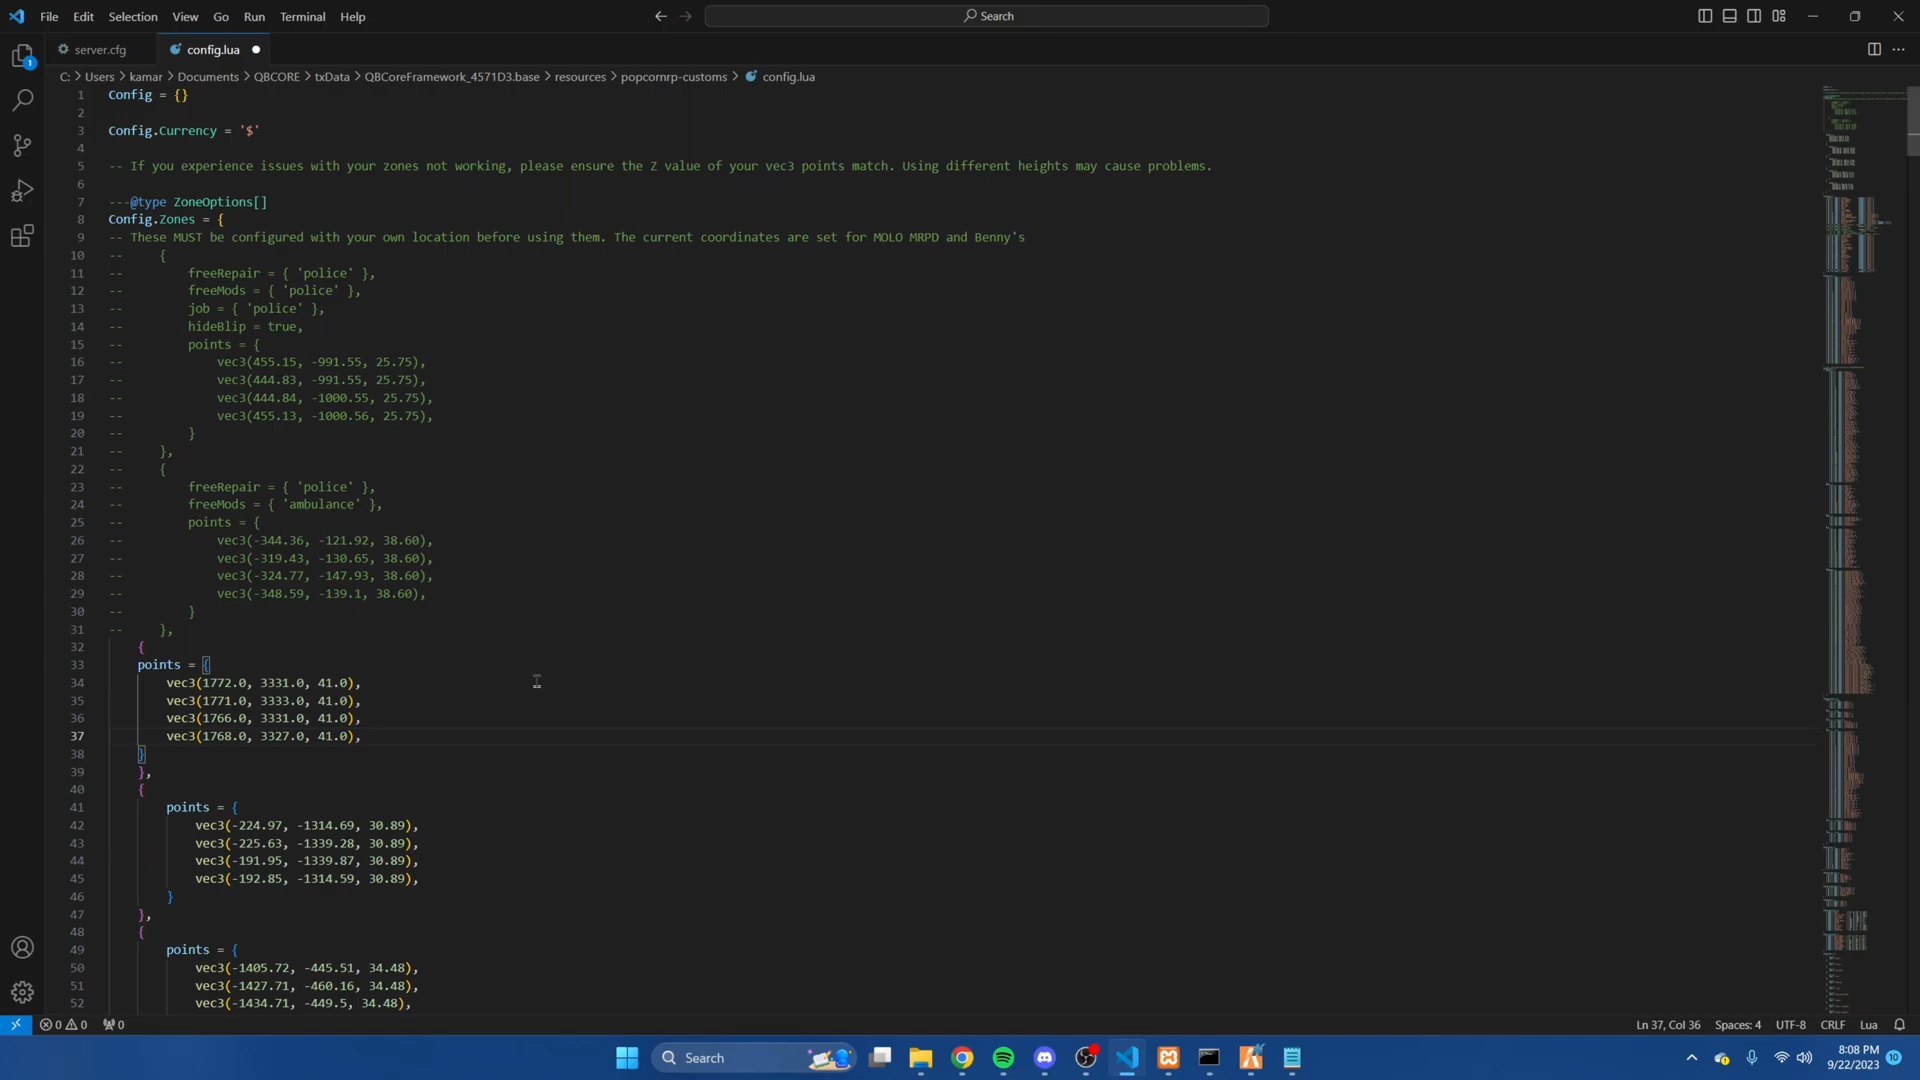 File Edit Selection View Go Run Terminal Help
Search
server.cfg
config.lua
C: > Users > kamar > Documents > QBCORE > txData > QBCoreFramework_4571D3.base > resources > popcornrp-customs > config.lua
1 Config = {}
2
3 Config.Currency = '$'
4
5 -- If you experience issues with your zones not working, please ensure the Z value of your vec3 points match. Using different heights may cause problems.
6
7 ---@type ZoneOptions[]
8 Config.Zones = {
9 -- These MUST be configured with your own location before using them. The current coordinates are set for MOLO MRPD and Benny's
10 -- {
11 -- freeRepair = { 'police' },
12 -- freeMods = { 'police' },
13 -- job = { 'police' },
14 -- hideBlip = true,
15 -- points = {
16 -- vec3(455.15, -991.55, 25.75),
17 -- vec3(444.83, -991.55, 25.75),
18 -- vec3(444.84, -1000.55, 25.75),
19 -- vec3(455.13, -1000.56, 25.75),
20 -- }
21 -- },
22 -- {
23 -- freeRepair = { 'police' },
24 -- freeMods = { 'ambulance' },
25 -- points = {
26 -- vec3(-344.36, -121.92, 38.60),
27 -- vec3(-319.43, -130.65, 38.60),
28 -- vec3(-324.77, -147.93, 38.60),
29 -- vec3(-348.59, -139.1, 38.60),
30 -- }
31 -- },
32 {
33 points = {
34 vec3(1772.0, 3331.0, 41.0),
35 vec3(1771.0, 3333.0, 41.0),
36 vec3(1766.0, 3331.0, 41.0),
37 vec3(1768.0, 3327.0, 41.0),
38 }
39 },
40 {
41 points = {
42 vec3(-224.97, -1314.69, 30.89),
43 vec3(-225.63, -1339.28, 30.89),
44 vec3(-191.95, -1339.87, 30.89),
45 vec3(-192.85, -1314.59, 30.89),
46 }
47 },
48 {
49 points = {
50 vec3(-1405.72, -445.51, 34.48),
51 vec3(-1427.71, -460.16, 34.48),
52 vec3(-1434.71, -449.5, 34.48),
1
0 0 0
Ln 37, Col 36 Spaces: 4 UTF-8 CRLF Lua
Search
8:08 PM
9/22/2023
10